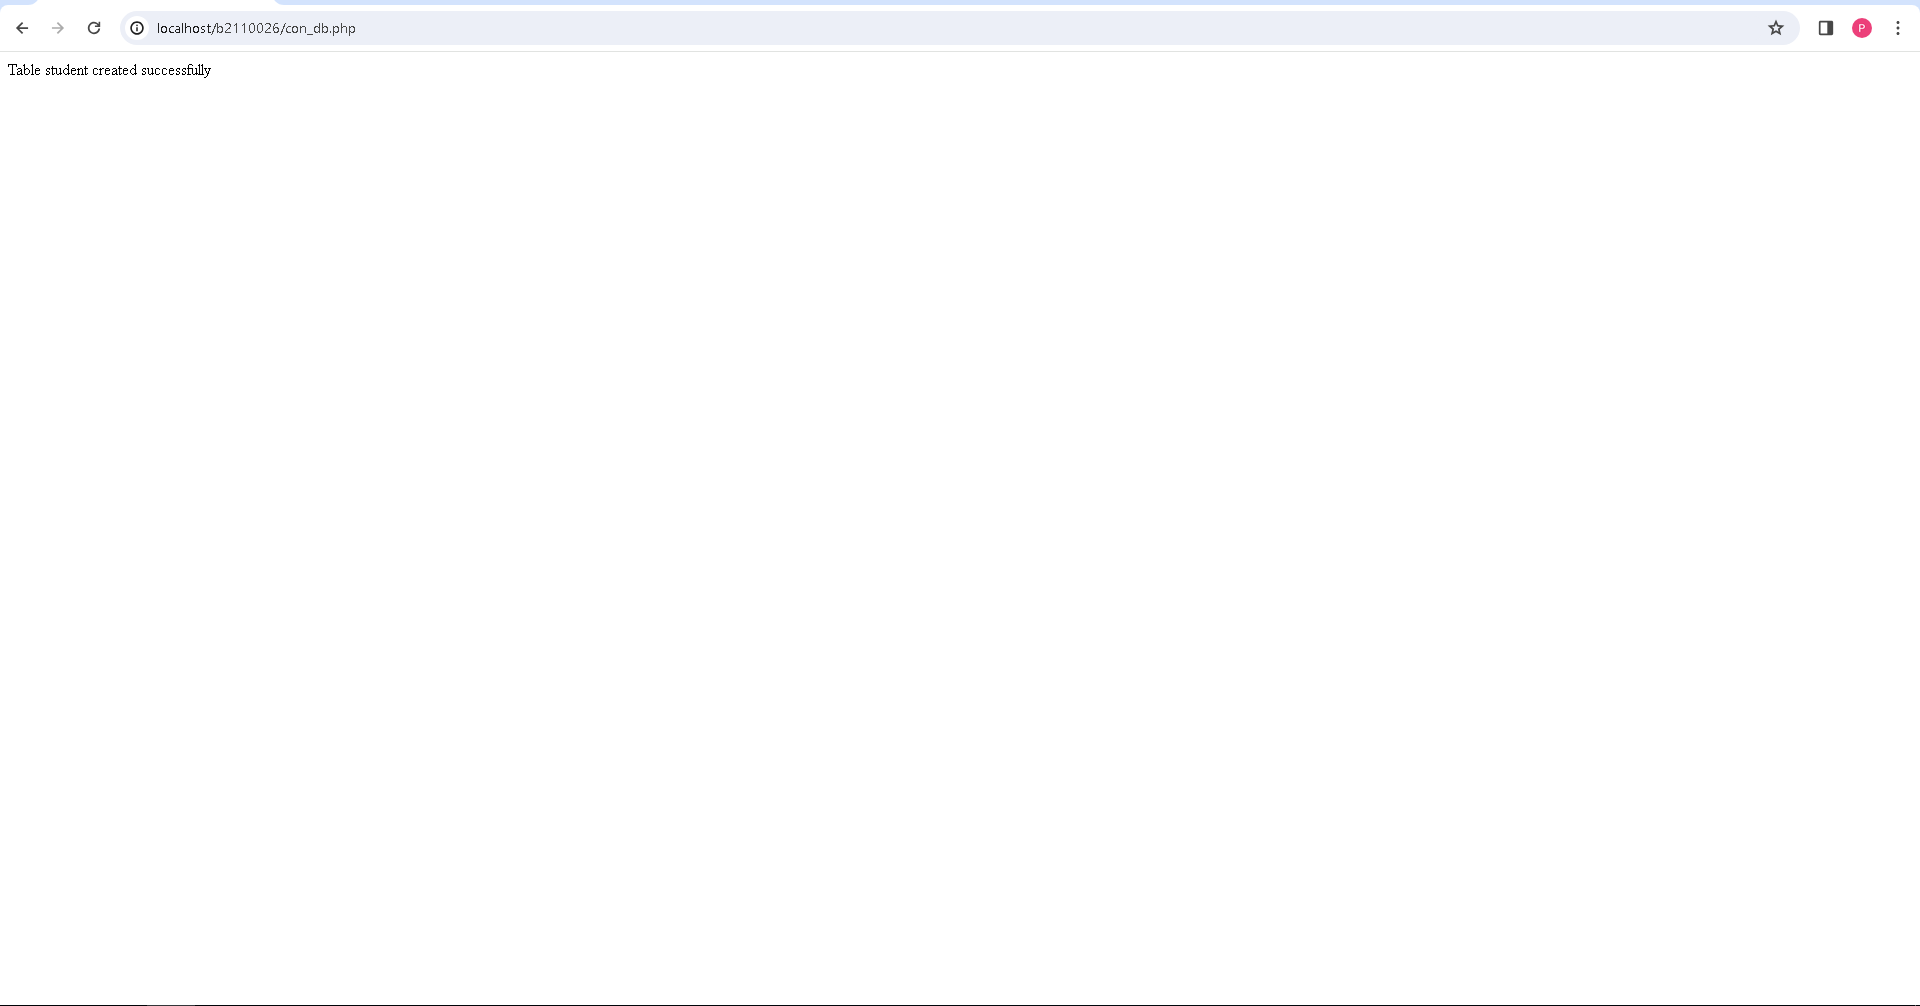 localhost/b2110026/con_db.php
P
Table student created successfully